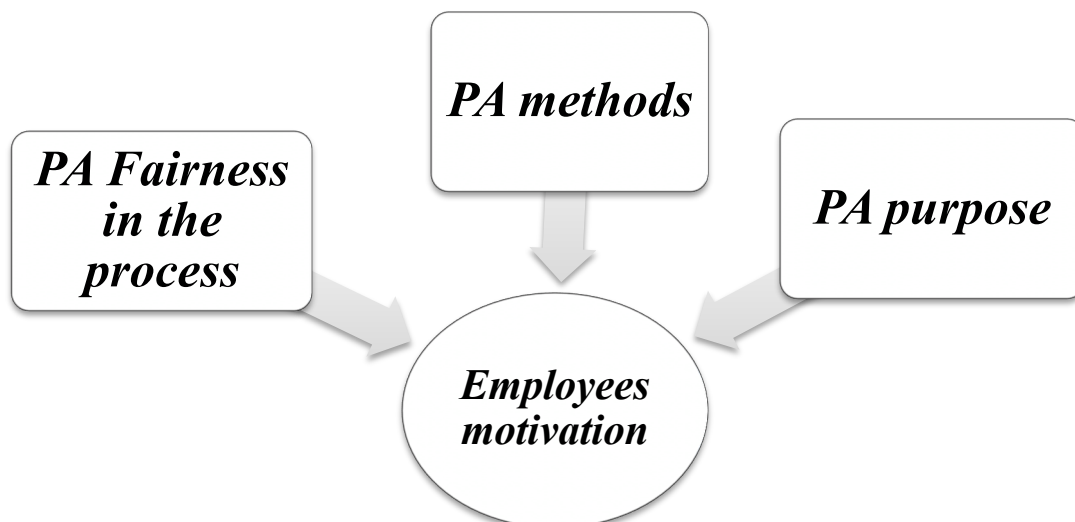 PA methods
PA Fairness
in the
process
PA purpose
Employees
motivation